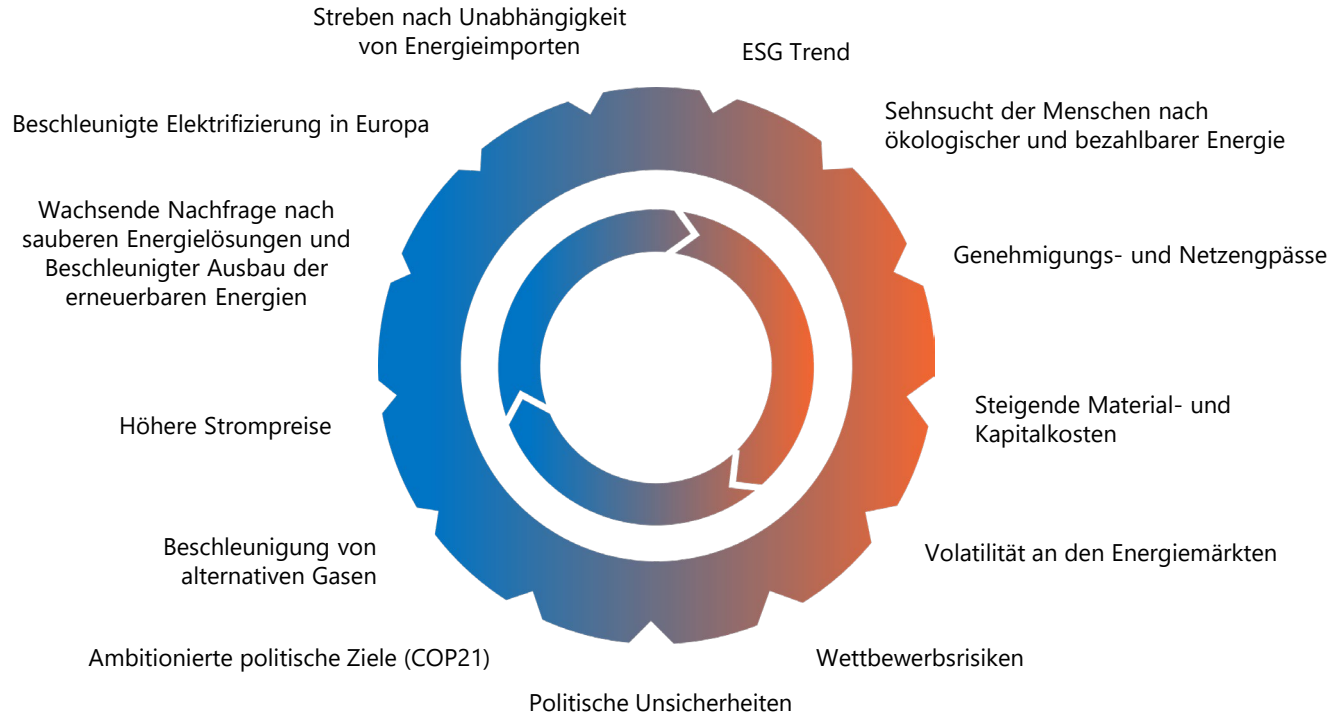 Streben nach Unabhängigkeit
von Energieimporten
ESG Trend
Sehnsucht der Menschen nach
ökologischer und bezahlbarer Energie
Genehmigungs- und Netzengpässe
Steigende Material- und
Kapitalkosten
Volatilität an den Energiemärkten
Wettbewerbsrisiken
Politische Unsicherheiten
Ambitionierte politische Ziele (COP21)
Beschleunigung von
alternativen Gasen
Höhere Strompreise
Wachsende Nachfrage nach
sauberen Energielösungen und
Beschleunigter Ausbau der
erneuerbaren Energien
Beschleunigte Elektrifizierung in Europa